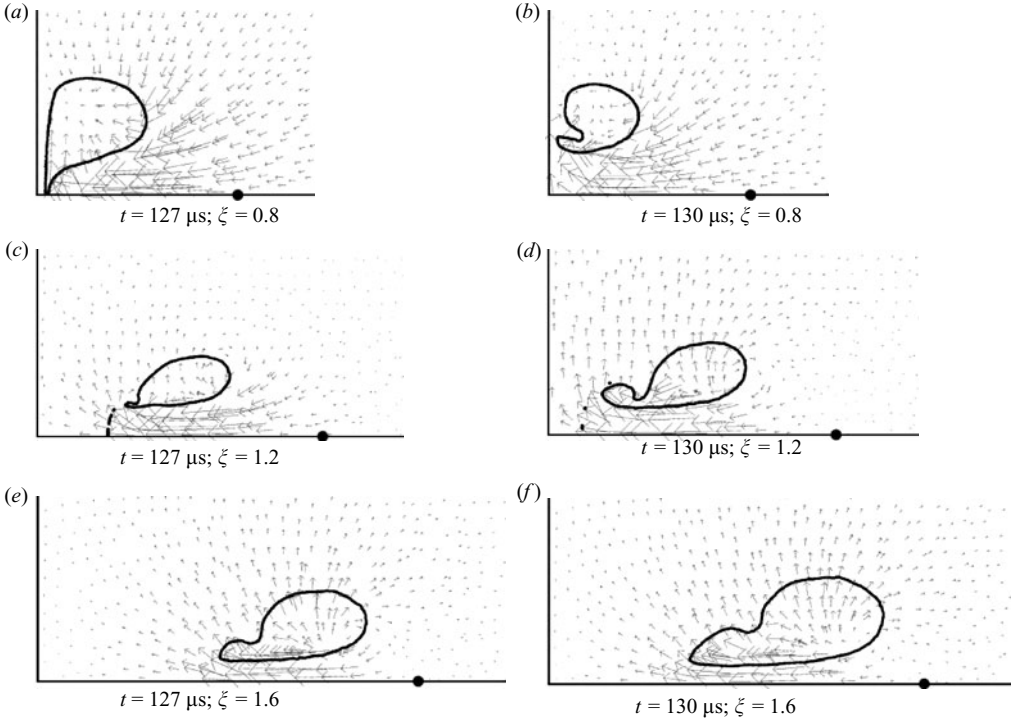 (a)
(b)
t = 127 μs; ξ = 0.8
t = 130 μs; ξ = 0.8
(c)
(d)
t = 127 μs; ξ = 1.2
t = 130 μs; ξ = 1.2
(e)
(f)
t = 127 μs; ξ = 1.6
t = 130 μs; ξ = 1.6